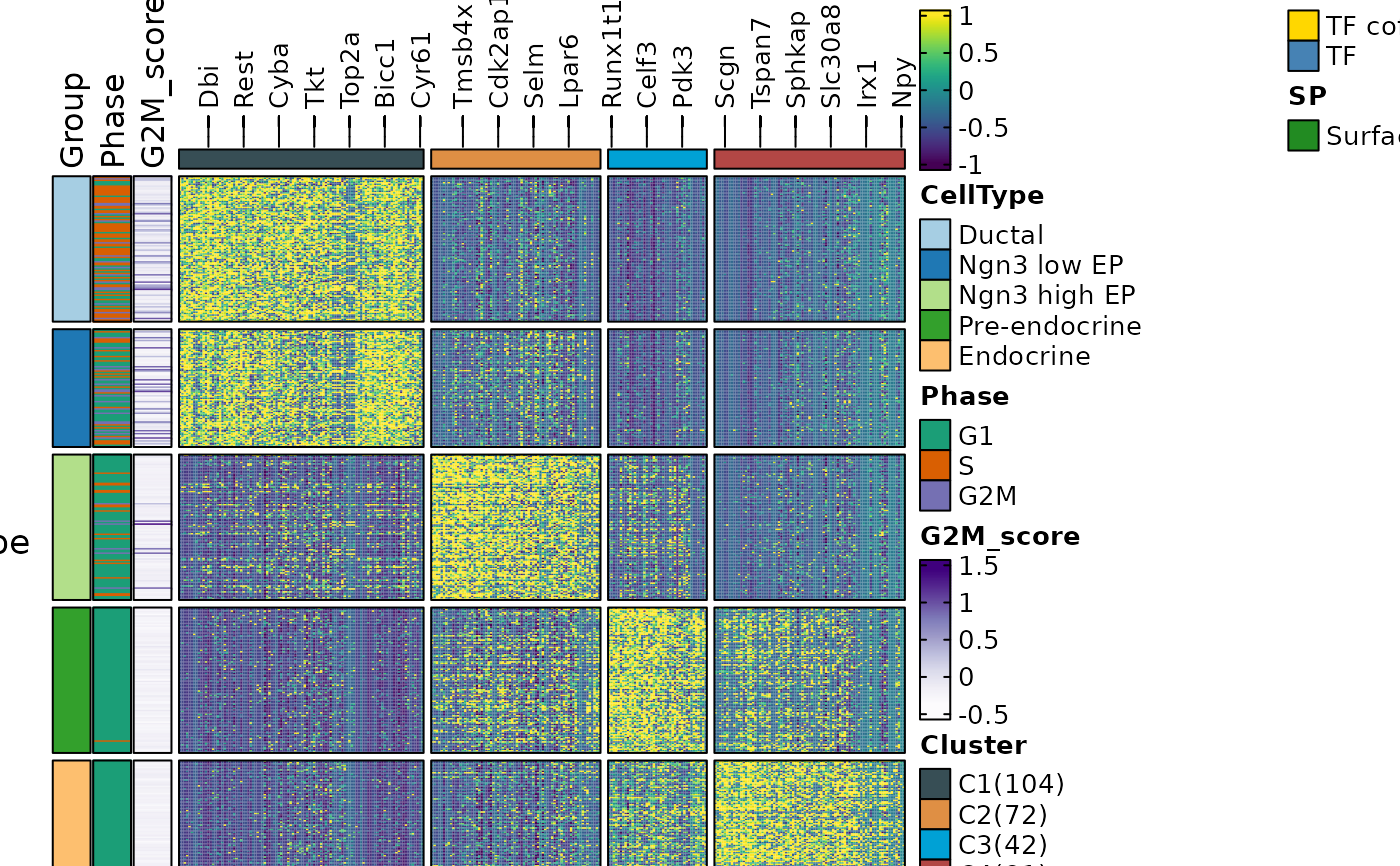 Group
Phase
G2M_score
Dbi
Rest
Cyba
Tkt
Top2a
Bicc1
Cyr61
Tmsb4x
Cdk2ap1
Selm
Lpar6
Runx1t1
Celf3
Pdk3
Scgn
Tspan7
Sphkap
Slc30a8
Irx1
Npy
1
0.5
0
-0.5
-1
CellType
Ductal
Ngn3 low EP
Ngn3 high EP
Pre-endocrine
Endocrine
Phase
G1
S
G2M
G2M_score
1.5
1
0.5
0
-0.5
Cluster
C1(104)
C2(72)
C3(42)
TF
SP